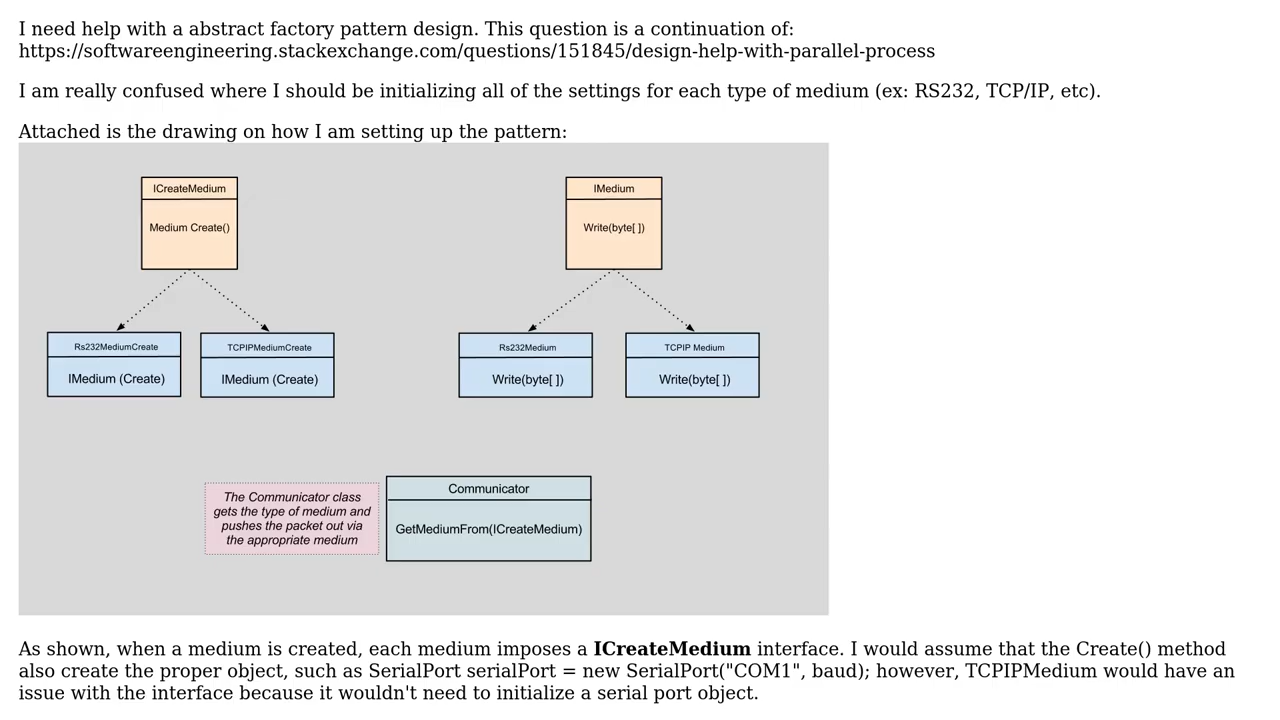 I need help with a abstract factory pattern design. This question is a continuation of:
https://softwareengineering.stackexchange.com/questions/151845/design-help-with-parallel-process
I am really confused where I should be initializing all of the settings for each type of medium (ex: RS232, TCP/IP, etc).
Attached is the drawing on how I am setting up the pattern:
ICreateMedium
Medium Create()
IMedium
Write(byte[ ])
Rs232MediumCreate
IMedium (Create)
TCPIPMediumCreate
IMedium (Create)
Rs232Medium
Write(byte[ ])
TCPIP Medium
Write(byte[ ])
The Communicator class
gets the type of medium and
pushes the packet out via
the appropriate medium
Communicator
GetMediumFrom(ICreateMedium)
As shown, when a medium is created, each medium imposes a ICreateMedium interface. I would assume that the Create() method
also create the proper object, such as SerialPort serialPort = new SerialPort("COM1", baud); however, TCPIPMedium would have an
issue with the interface because it wouldn't need to initialize a serial port object.